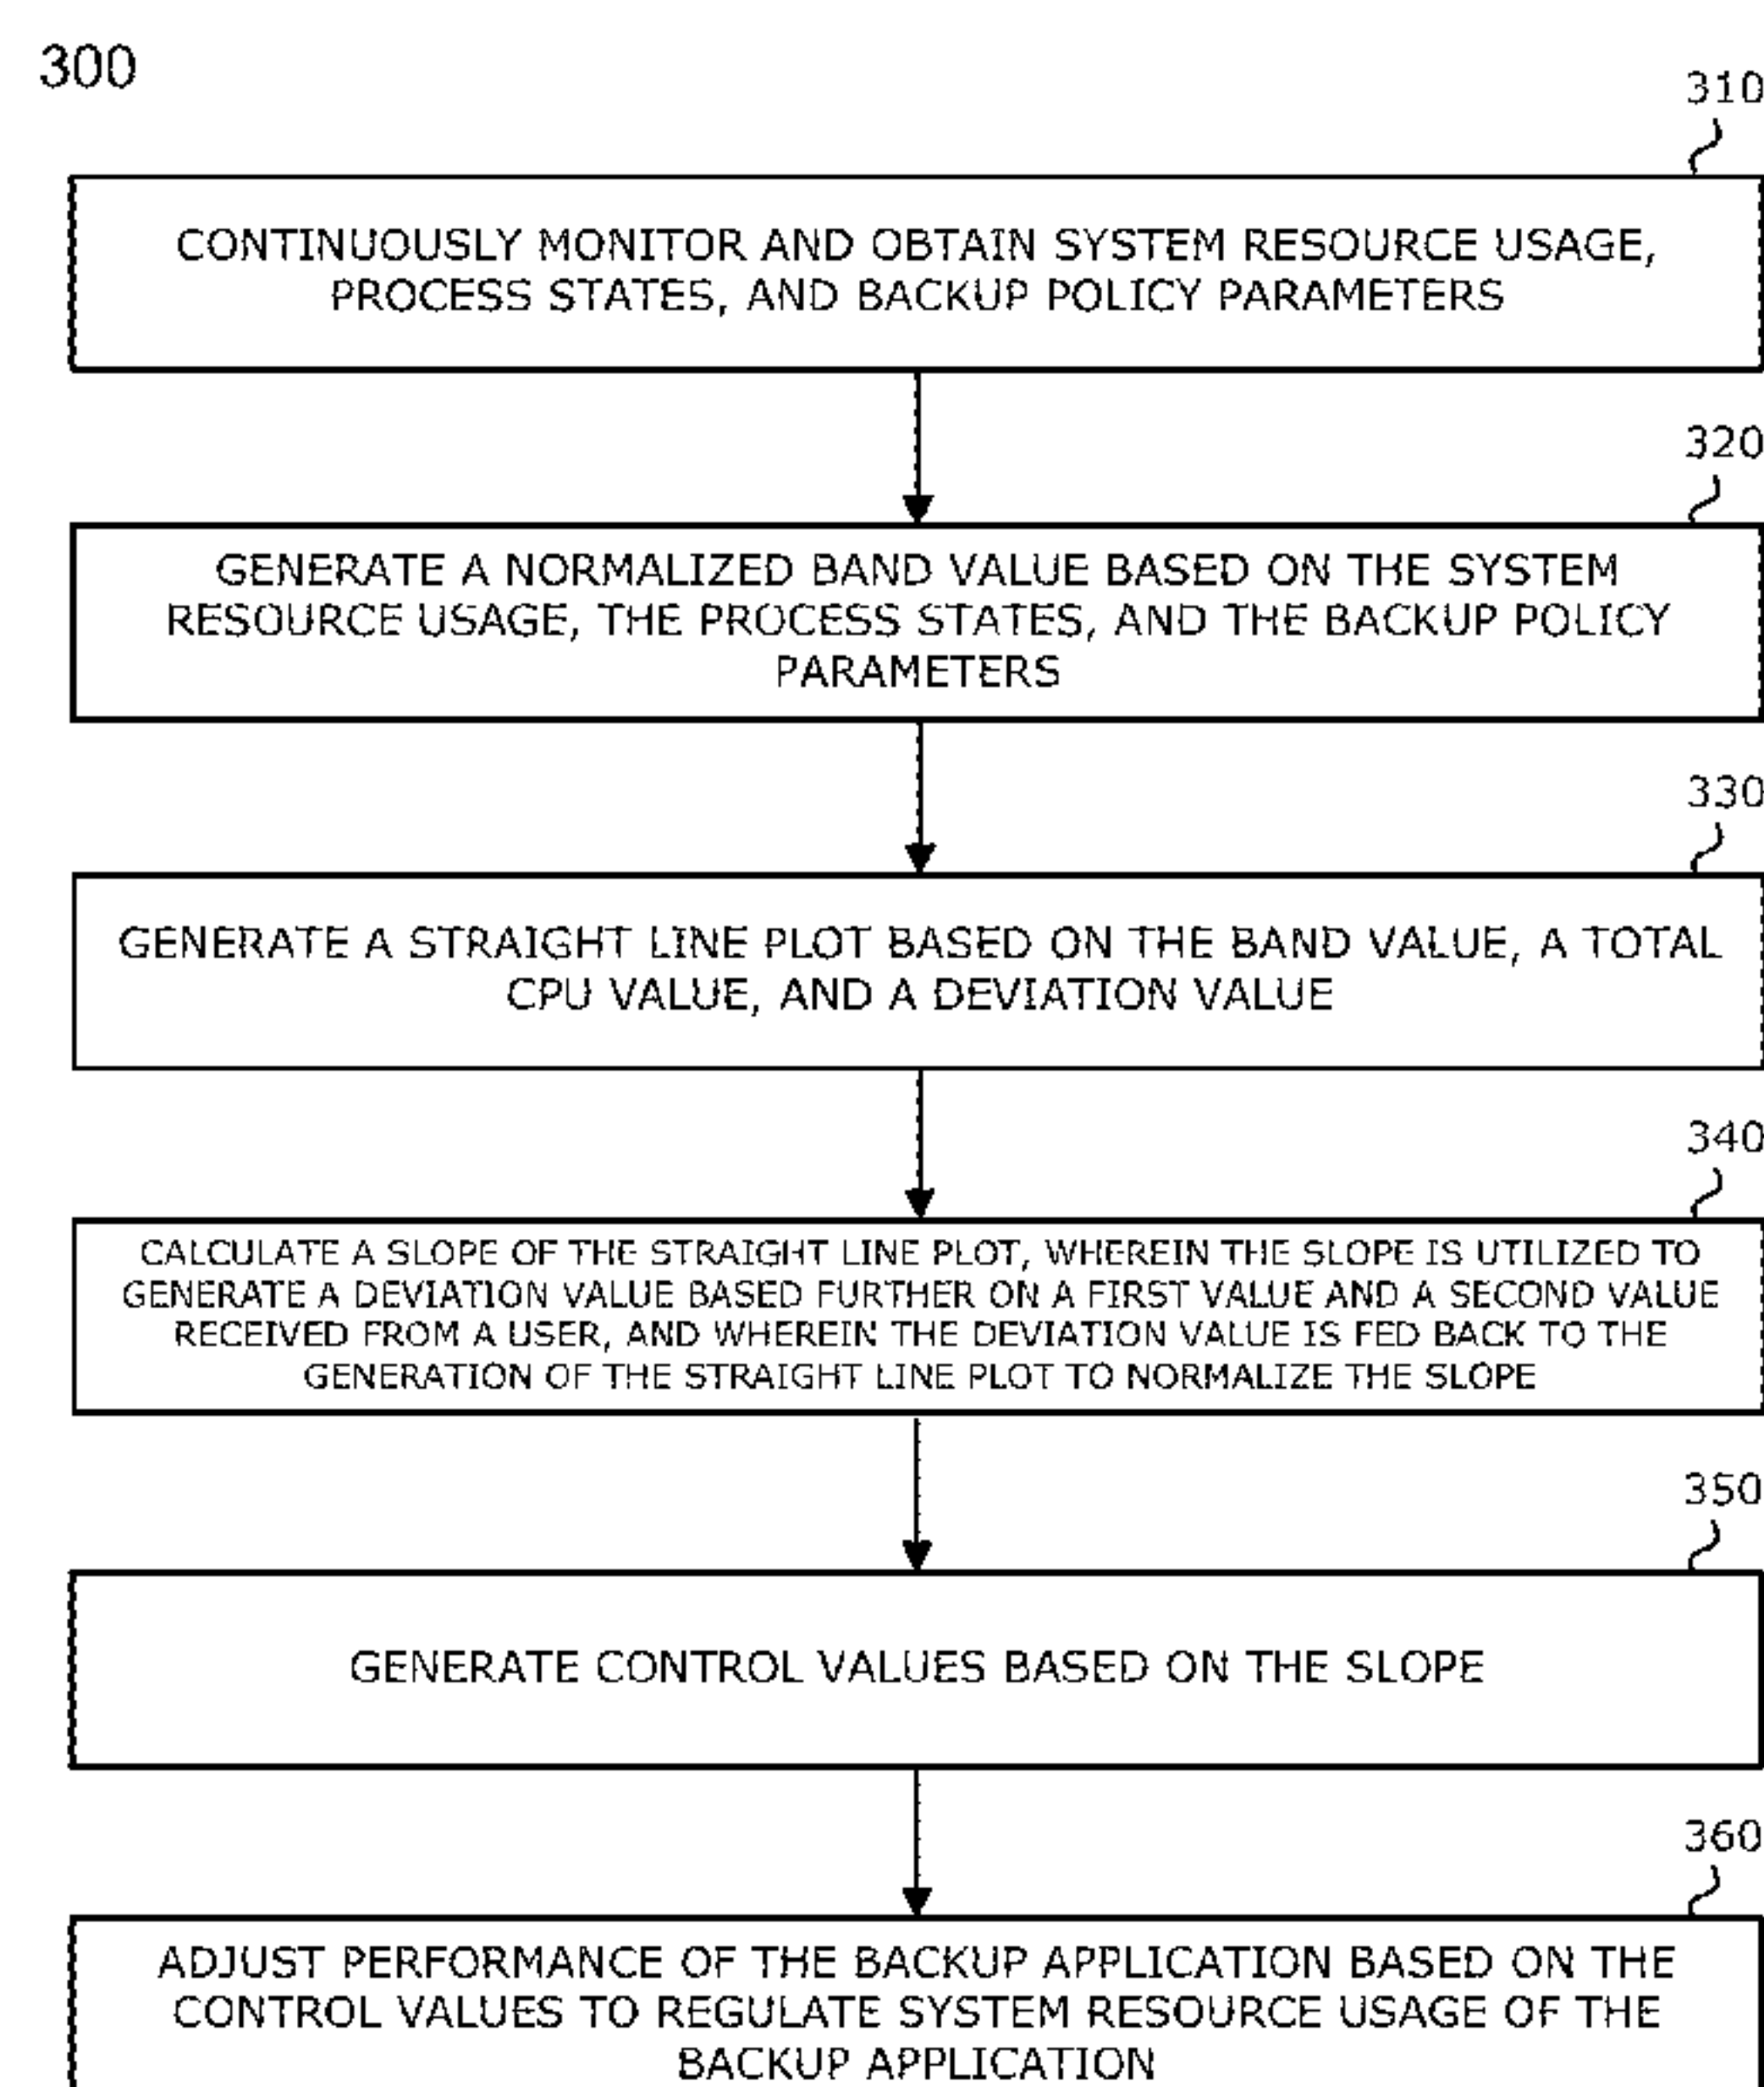 300
310
CONTINUOUSLY MONITOR AND OBTAIN SYSTEM RESOURCE USAGE,
PROCESS STATES, AND BACKUP POLICY PARAMETERS
320
GENERATE A NORMALIZED BAND VALUE BASED ON THE SYSTEM
RESOURCE USAGE, THE PROCESS STATES, AND THE BACKUP POLICY
PARAMETERS
330
GENERATE A STRAIGHT LINE PLOT BASED ON THE BAND VALUE, A TOTAL
CPU VALUE, AND A DEVIATION VALUE
340
CALCULATE A SLOPE OF THE STRAIGHT LINE PLOT, WHEREIN THE SLOPE IS UTILIZED TO
GENERATE A DEVIATION VALUE BASED FURTHER ON A FIRST VALUE AND A SECOND VALUE
RECEIVED FROM A USER, AND WHEREIN THE DEVIATION VALUE IS FED BACK TO THE
GENERATION OF THE STRAIGHT LINE PLOT TO NORMALIZE THE SLOPE
350
GENERATE CONTROL VALUES BASED ON THE SLOPE
360
ADJUST PERFORMANCE OF THE BACKUP APPLICATION BASED ON THE
CONTROL VALUES TO REGULATE SYSTEM RESOURCE USAGE OF THE
BACKUP APPLICATION